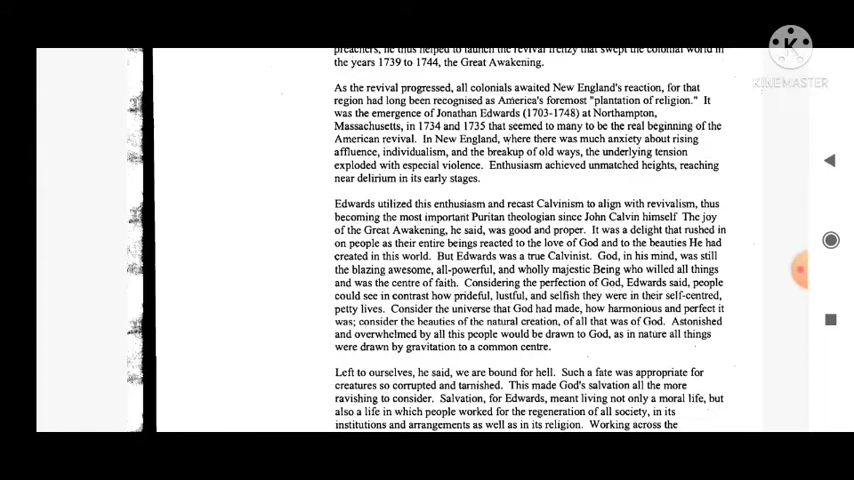 preachers, he thus helped to launch the revival frenzy that swept the colonial world in
the years 1739 to 1744, the Great Awakening.
As the revival progressed, all colonials awaited New England's reaction, for that
region had long been recognised as America's foremost "plantation of religion." It
was the emergence of Jonathan Edwards (1703-1748) at Northampton,
Massachusetts, in 1734 and 1735 that seemed to many to be the real beginning of the
American revival. In New England, where there was much anxiety about rising
affluence, individualism, and the breakup of old ways, the underlying tension
exploded with especial violence. Enthusiasm achieved unmatched heights, reaching
near delirium in its early stages.
Edwards utilized this enthusiasm and recast Calvinism to align with revivalism, thus
becoming the most important Puritan theologian since John Calvin himself The joy
of the Great Awakening, he said, was good and proper. It was a delight that rushed in
on people as their entire beings reacted to the love of God and to the beauties He had
created in this world. But Edwards was a true Calvinist. God, in his mind, was still
the blazing awesome, all-powerful, and wholly majestic Being who willed all things
and was the centre of faith. Considering the perfection of God, Edwards said, people
could see in contrast how prideful, lustful, and selfish they were in their self-centred,
petty lives. Consider the universe that God had made, how harmonious and perfect it
was; consider the beauties of the natural creation, of all that was of God. Astonished
and overwhelmed by all this people would be drawn to God, as in nature all things
were drawn by gravitation to a common centre.
Left to ourselves, he said, we are bound for hell. Such a fate was appropriate for
creatures so corrupted and tarnished. This made God's salvation all the more
ravishing to consider. Salvation, for Edwards, meant living not only a moral life, but
also a life in which people worked for the regeneration of all society, in its
institutions and arrangements as well as in its religion. Working across the
K
KINEMASTER